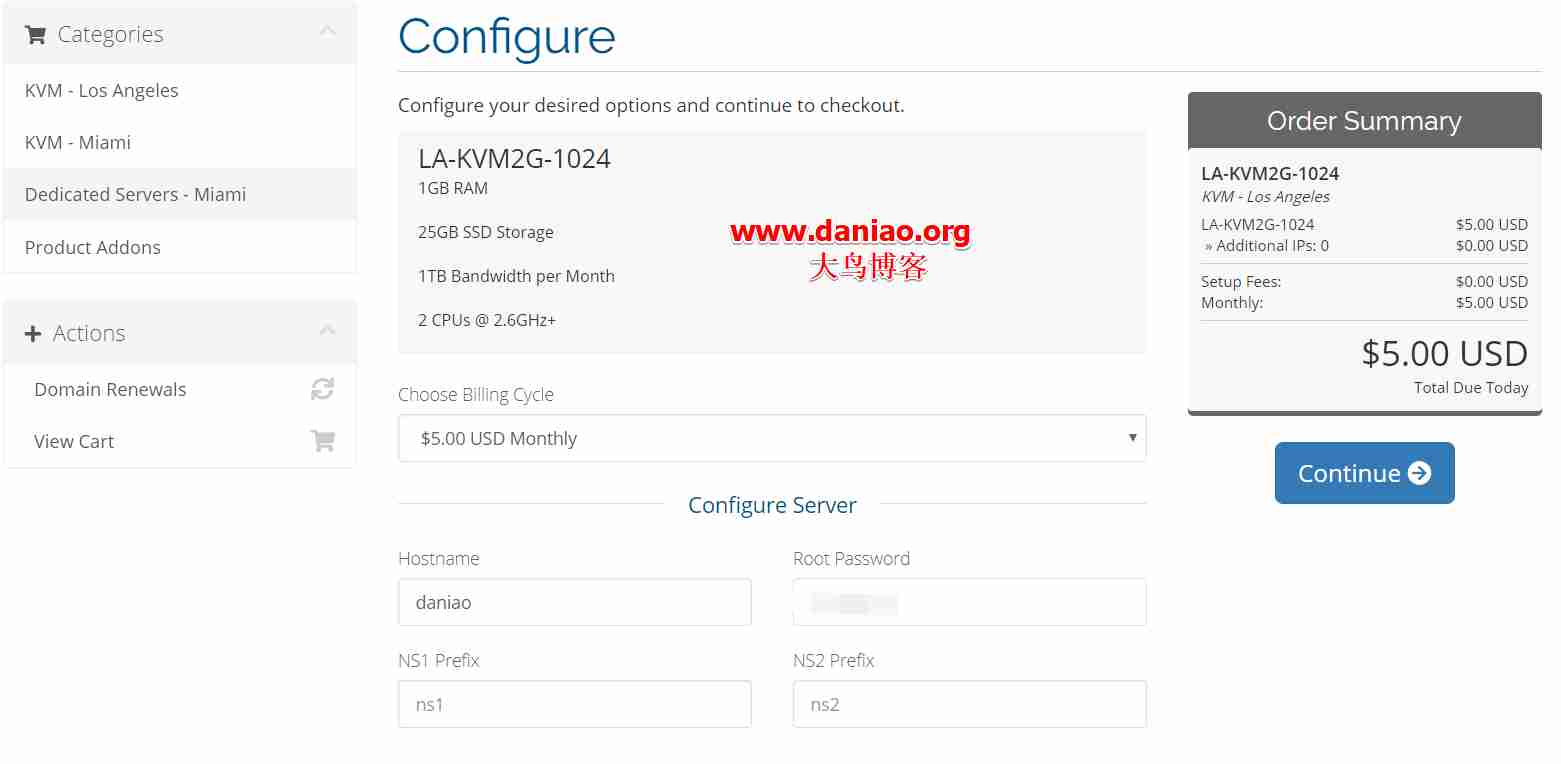 Categories
KVM - Los Angeles
KVM - Miami
Dedicated Servers - Miami
Product Addons
Actions
Domain Renewals
View Cart
Configure
Configure your desired options and continue to checkout.
LA-KVM2G-1024
1GB RAM
25GB SSD Storage
1TB Bandwidth per Month
2 CPUs @ 2.6GHz+
www.daniao.org
大鸟博客
Choose Billing Cycle
$5.00 USD Monthly
Configure Server
Hostname
Root Password
daniao
NS1 Prefix
NS2 Prefix
ns1
ns2
Order Summary
LA-KVM2G-1024
KVM - Los Angeles
LA-KVM2G-1024 $5.00 USD
» Additional IPs: 0 $0.00 USD
Setup Fees: $0.00 USD
Monthly: $5.00 USD
$5.00 USD
Total Due Today
Continue